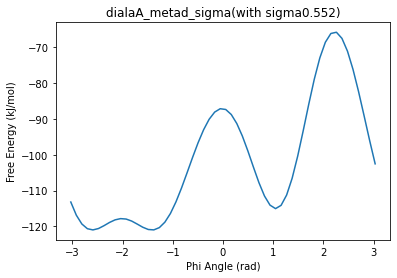 dialaA_metad_sigma(with sigma0.552)
Free Energy (kJ/mol)
−70
−80
−90
−100
−110
−120
−3 −2 −1 0 1 2 3
Phi Angle (rad)